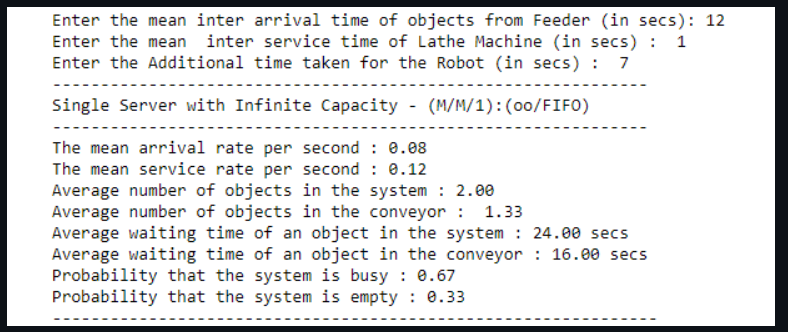 Enter the mean inter arrival time of objects from Feeder (in secs): 12
Enter the mean  inter service time of Lathe Machine (in secs) :  1
Enter the Additional time taken for the Robot (in secs) :  7
--------------------------------------------------------------
Single Server with Infinite Capacity - (M/M/1):(oo/FIFO)
--------------------------------------------------------------
The mean arrival rate per second : 0.08
The mean service rate per second : 0.12
Average number of objects in the system : 2.00
Average number of objects in the conveyor :  1.33
Average waiting time of an object in the system : 24.00 secs
Average waiting time of an object in the conveyor : 16.00 secs
Probability that the system is busy : 0.67
Probability that the system is empty : 0.33
---------------------------------------------------------------